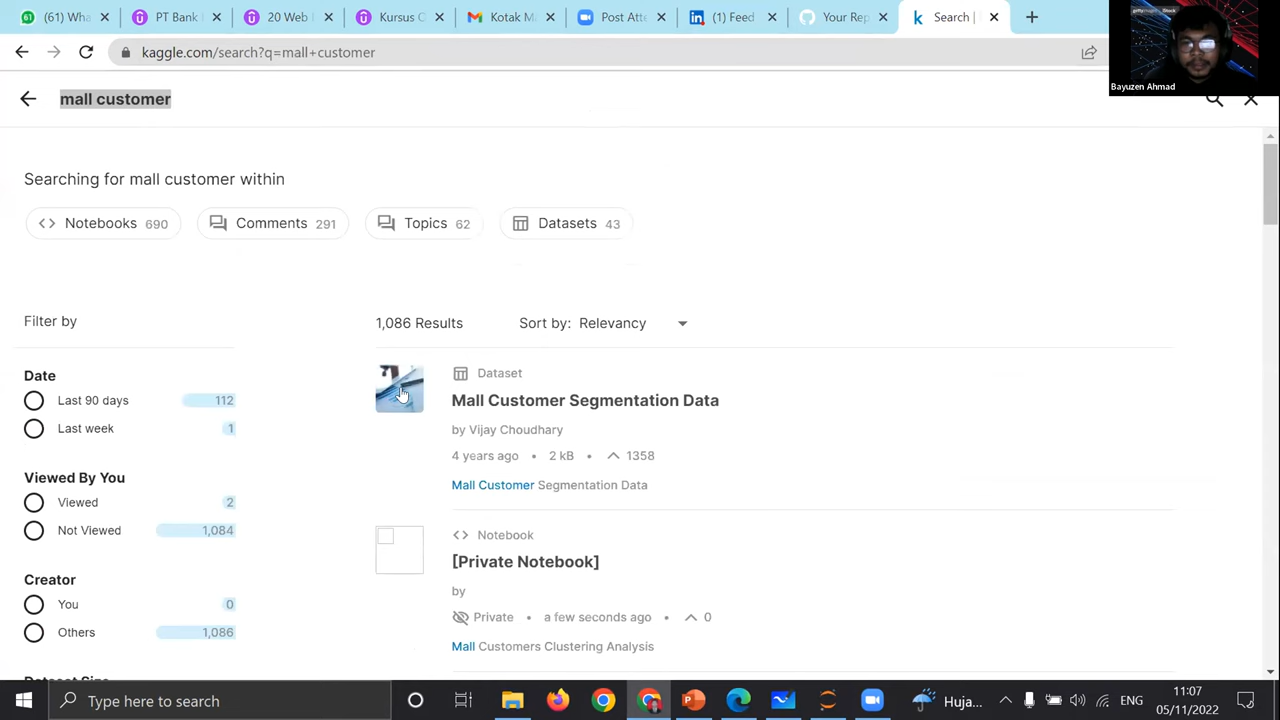 (61) Wha
PT Bank
20 Web
Kursus C
Kotak M
Post Atte
(1) Feed
Your Rep
Search |
kaggle.com/search?q=mall+customer
Bayuzen Ahmad
mall customer
Searching for mall customer within
Notebooks 690
Comments 291
Topics 62
Datasets 43
Filter by
1,086 Results
Sort by: Relevancy
Date
Last 90 days 112
Last week 1
Viewed By You
Viewed 2
Not Viewed 1,084
Creator
You 0
Others 1,086
Dataset
Mall Customer Segmentation Data
by Vijay Choudhary
4 years ago • 2 kB • 1358
Mall Customer Segmentation Data
Notebook
[Private Notebook]
by
Private • a few seconds ago • 0
Mall Customers Clustering Analysis
Type here to search
Huja...
ENG
11:07
05/11/2022